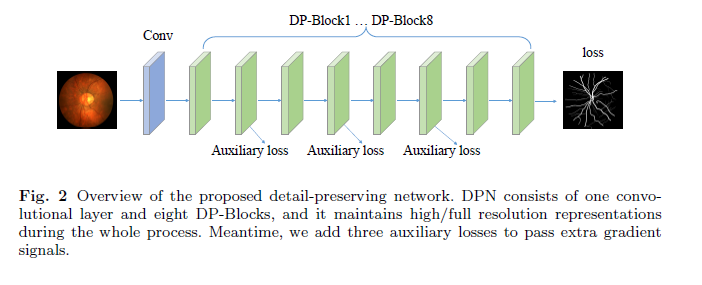 DP-Block1 ... DP-Block8
Conv
loss
Auxiliary loss Auxiliary loss Auxiliary loss
Fig. 2 Overview of the proposed detail-preserving network. DPN consists of one convo-
lutional layer and eight DP-Blocks, and it maintains high/full resolution representations
during the whole process. Meantime, we add three auxiliary losses to pass extra gradient
signals.